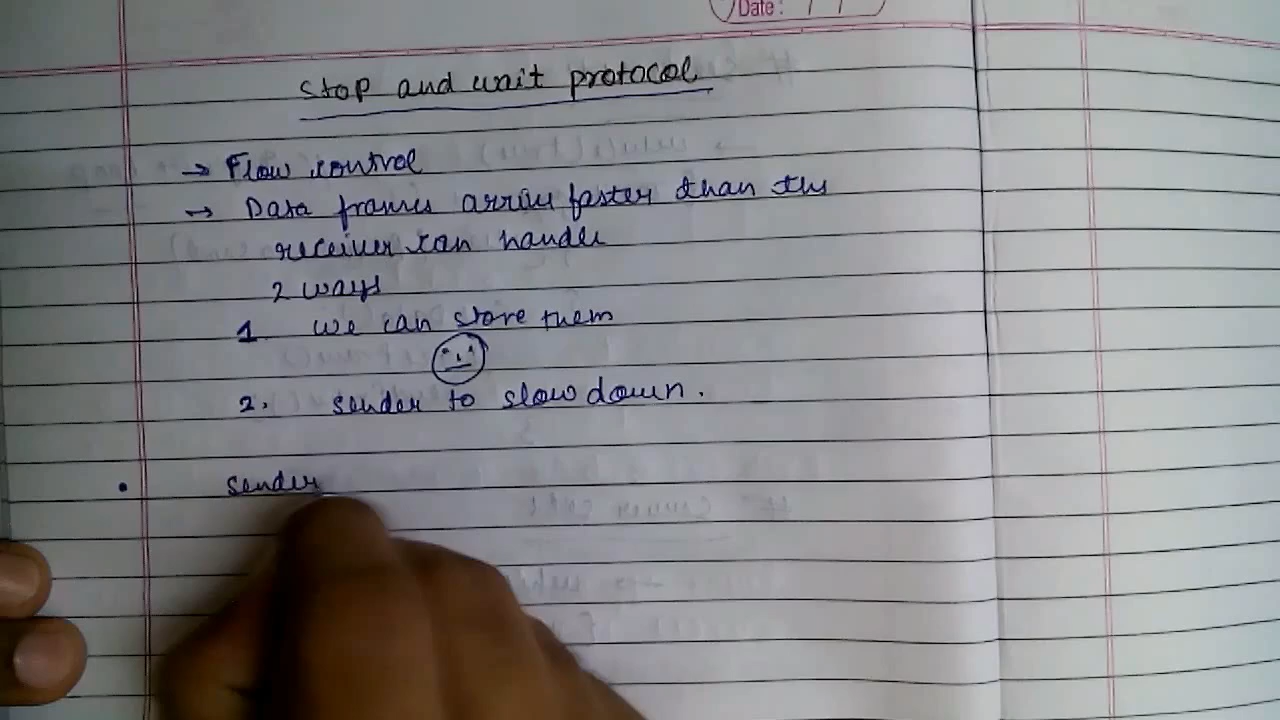 Date :
Stop and wait protocol
→ Flow control
→ Data frames arrive faster than the
receiver can handle
2 ways
1. we can store them
2. sender to slow down.
• sender